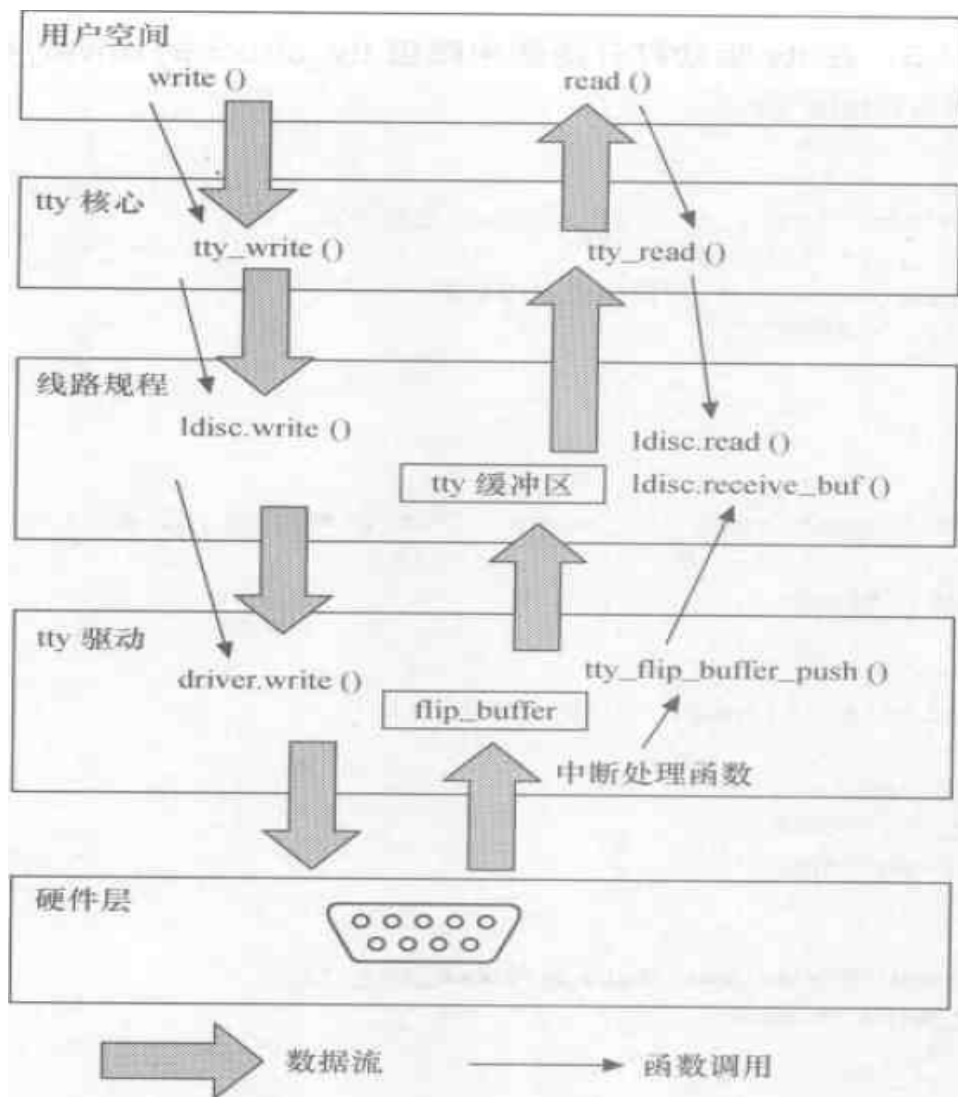 用户空间
write () read ()
tty 核心
tty_write () tty_read ()
线路规程
ldisc.write () ldisc.read ()
tty 缓冲区 ldisc.receive_buf ()
tty 驱动
driver.write () tty_flip_buffer_push ()
flip_buffer
中断处理函数
硬件层
数据流 函数调用